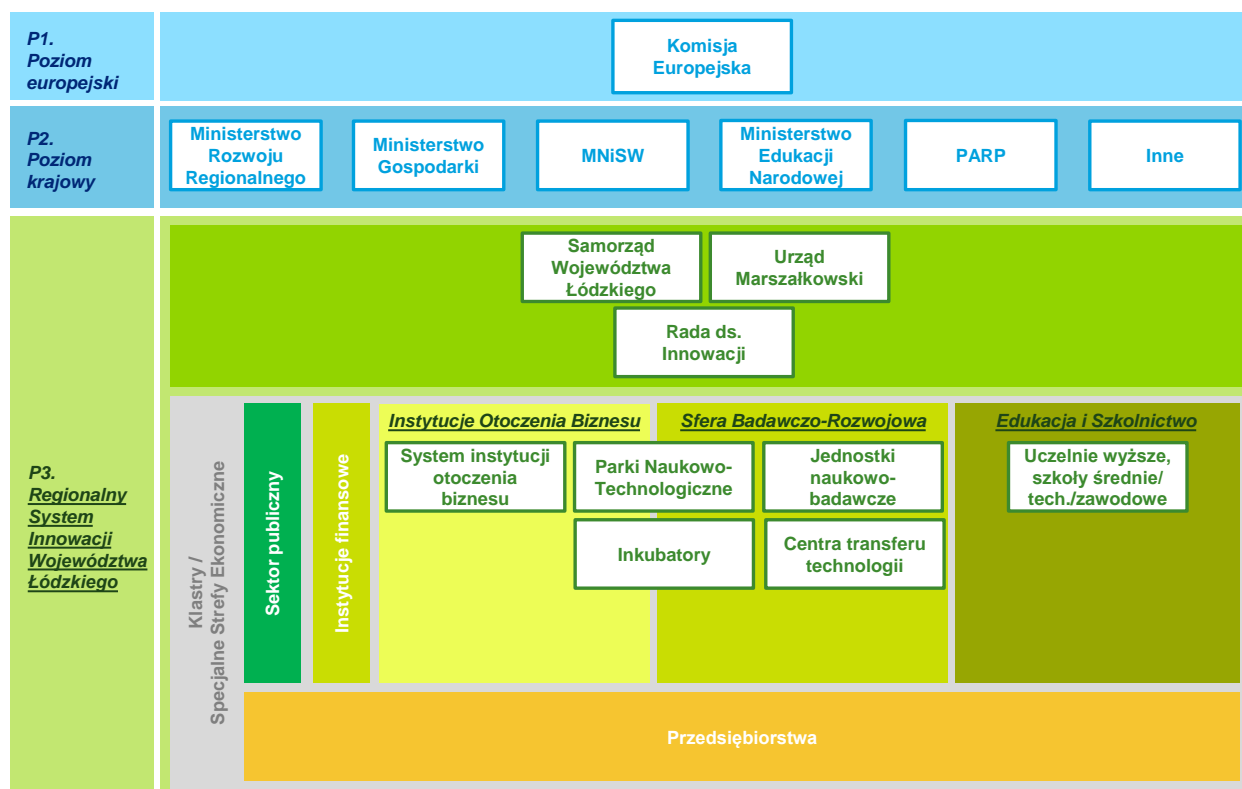 P1.
Poziom
europejski
Komisja
Europejska
P2.
Poziom
krajowy
Ministerstwo
Rozwoju
Regionalnego
Ministerstwo
Gospodarki
MNiSW
Ministerstwo
Edukacji
Narodowej
PARP
Inne
P3.
Regionalny
System
Innowacji
Województwa
Łódzkiego
Samorząd
Województwa
Łódzkiego
Urząd
Marszałkowski
Rada ds.
Innowacji
Klastry /
Specjalne Strefy Ekonomiczne
Sektor publiczny
Instytucje finansowe
Instytucje Otoczenia Biznesu
System instytucji
otoczenia
biznesu
Parki Naukowo-
Technologiczne
Inkubatory
Sfera Badawczo-Rozwojowa
Jednostki
naukowo-
badawcze
Centra transferu
technologii
Edukacja i Szkolnictwo
Uczelnie wyższe,
szkoły średnie/
tech./zawodowe
Przedsiębiorstwa